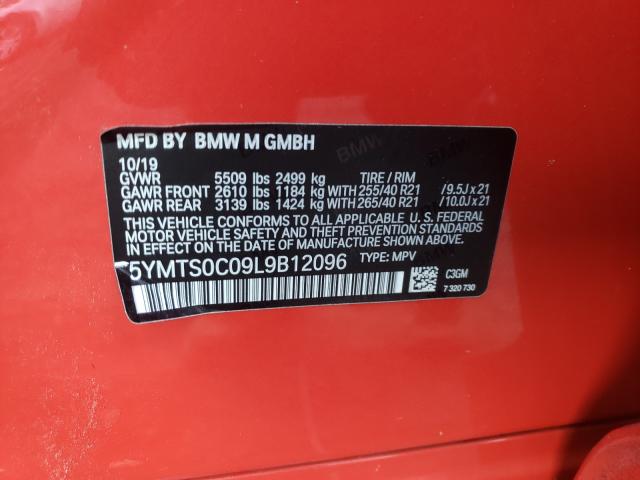 MFD BY BMW M GMBH
10/19
GVWR 5509 lbs 2499 kg TIRE / RIM
GAWR FRONT 2610 lbs 1184 kg WITH 255/40 R21 /9.5J x 21
GAWR REAR 3139 lbs 1424 kg WITH 265/40 R21 /10.0J x 21
THIS VEHICLE CONFORMS TO ALL APPLICABLE U. S. FEDERAL
MOTOR VEHICLE SAFETY AND THEFT PREVENTION
STANDARDS IN EFFECT ON THE DATE OF MANUFACTURE SHOWN ABOVE.
5YMTS0C09L9B12096 TYPE: MPV
C3GM
7 320 730